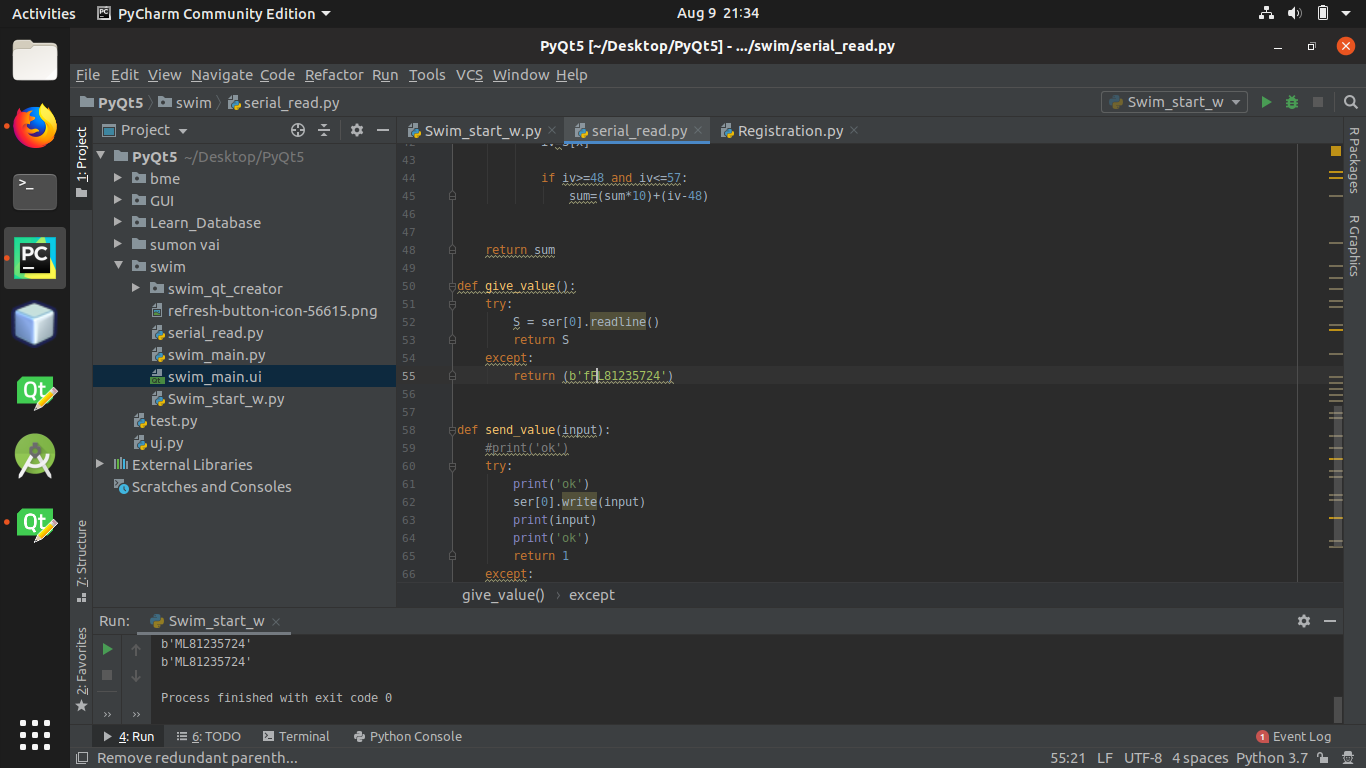 Activities PyCharm Community Edition Aug 9 21:34
PyQt5 [~/Desktop/PyQt5] - .../swim/serial_read.py
File Edit View Navigate Code Refactor Run Tools VCS Window Help
PyQt5 swim serial_read.py Swim_start_w
Project
Swim_start_w.py serial_read.py Registration.py
1: Project
PyQt5 ~/Desktop/PyQt5
bme
GUI
Learn_Database
sumon vai
swim
swim_qt_creator
refresh-button-icon-56615.png
serial_read.py
swim_main.py
swim_main.ui
Swim_start_w.py
test.py
uj.py
External Libraries
Scratches and Consoles
7: Structure
2: Favorites
43
44 if iv>=48 and iv<=57:
45 sum=(sum*10)+(iv-48)
46
47
48 return sum
49
50 def give_value():
51 try:
52 S = ser[0].readline()
53 return S
54 except:
55 return (b'fFL81235724')
56
57
58 def send_value(input):
59 #print('ok')
60 try:
61 print('ok')
62 ser[0].write(input)
63 print(input)
64 print('ok')
65 return 1
66 except:
give_value() › except
R Packages
R Graphics
Run: Swim_start_w
b'ML81235724'
b'ML81235724'
Process finished with exit code 0
4: Run 6: TODO Terminal Python Console 1 Event Log
Remove redundant parenth... 55:21 LF UTF-8 4 spaces Python 3.7